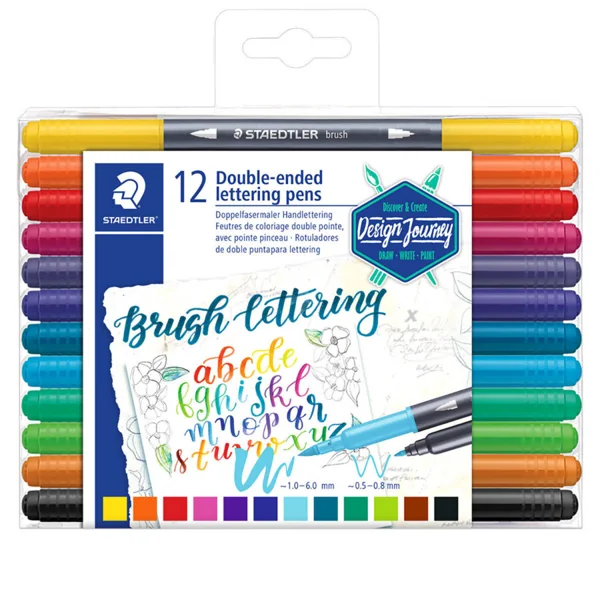 STAEDTLER brush
STAEDTLER
12 Double-ended
lettering pens
Doppelfasermaler Handlettering
Feutres de coloriage double pointe,
avec pointe pinceau · Rotuladores
de doble puntapara lettering
Discover & Create
Design Journey
DRAW · WRITE · PAINT
Brush lettering
abcde
fghijkl
mnopqr
stuvwxyz
~1.0–6.0 mm
~0.5–0.8 mm